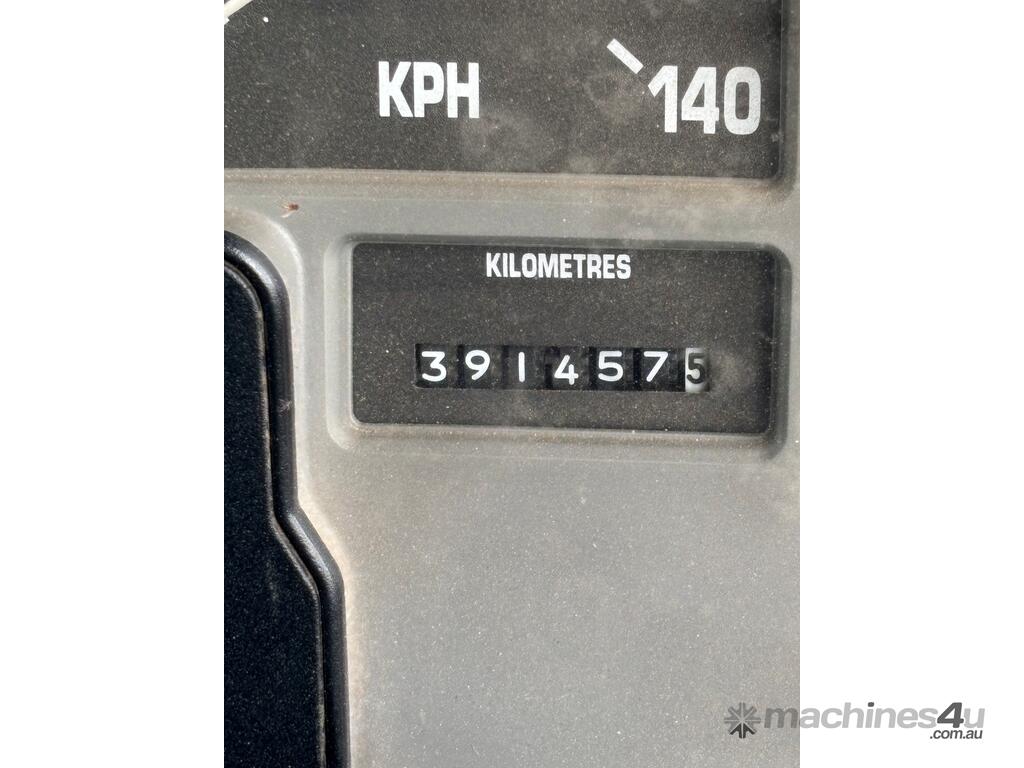 KPH 140
KILOMETRES
3914575
machines4u
.com.au